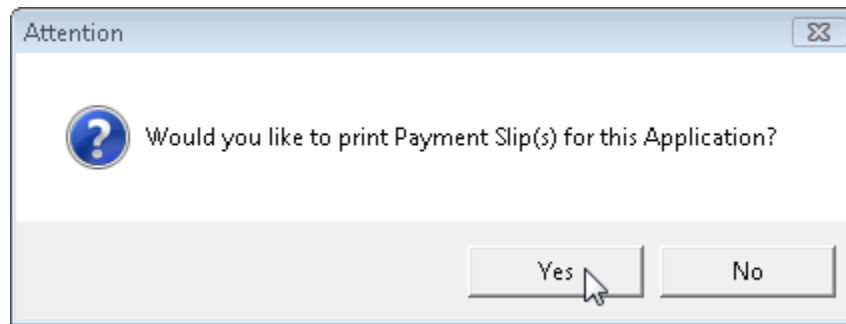 Attention
Would you like to print Payment Slip(s) for this Application?
Yes
No